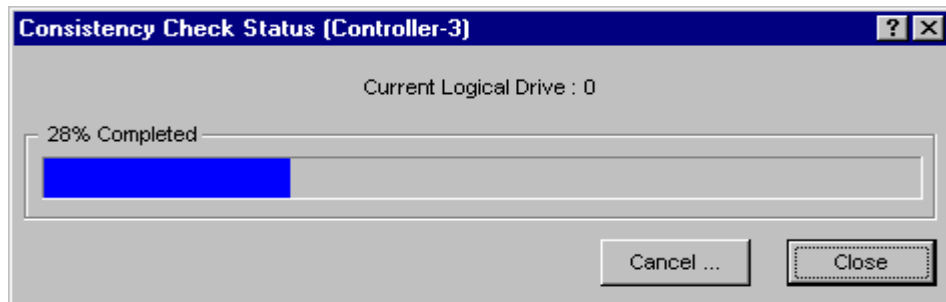 Consistency Check Status (Controller-3)
Current Logical Drive : 0
28% Completed
Cancel ...
Close